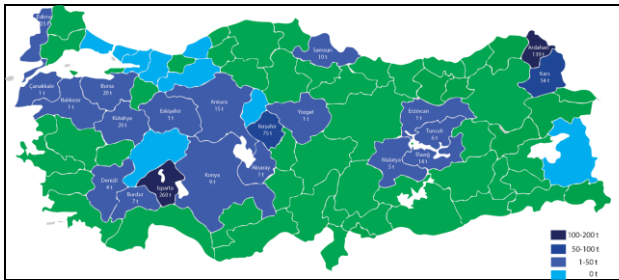 Edirne
Samsun
10 t
Ardahan
139 t
Kars
54 t
Çanakkale
1 t
Bursa
20 t
Balıkesir
1 t
Kütahya
20 t
Eskişehir
1 t
Ankara
15 t
Kırşehir
75 t
Yozgat
1 t
Erzincan
1 t
Tunceli
6 t
Elazığ
14 t
Malatya
5 t
Aksaray
Konya
9 t
Denizli
4 t
Burdur
7 t
Isparta
260 t
100-200 t
50-100 t
1-50 t
0 t